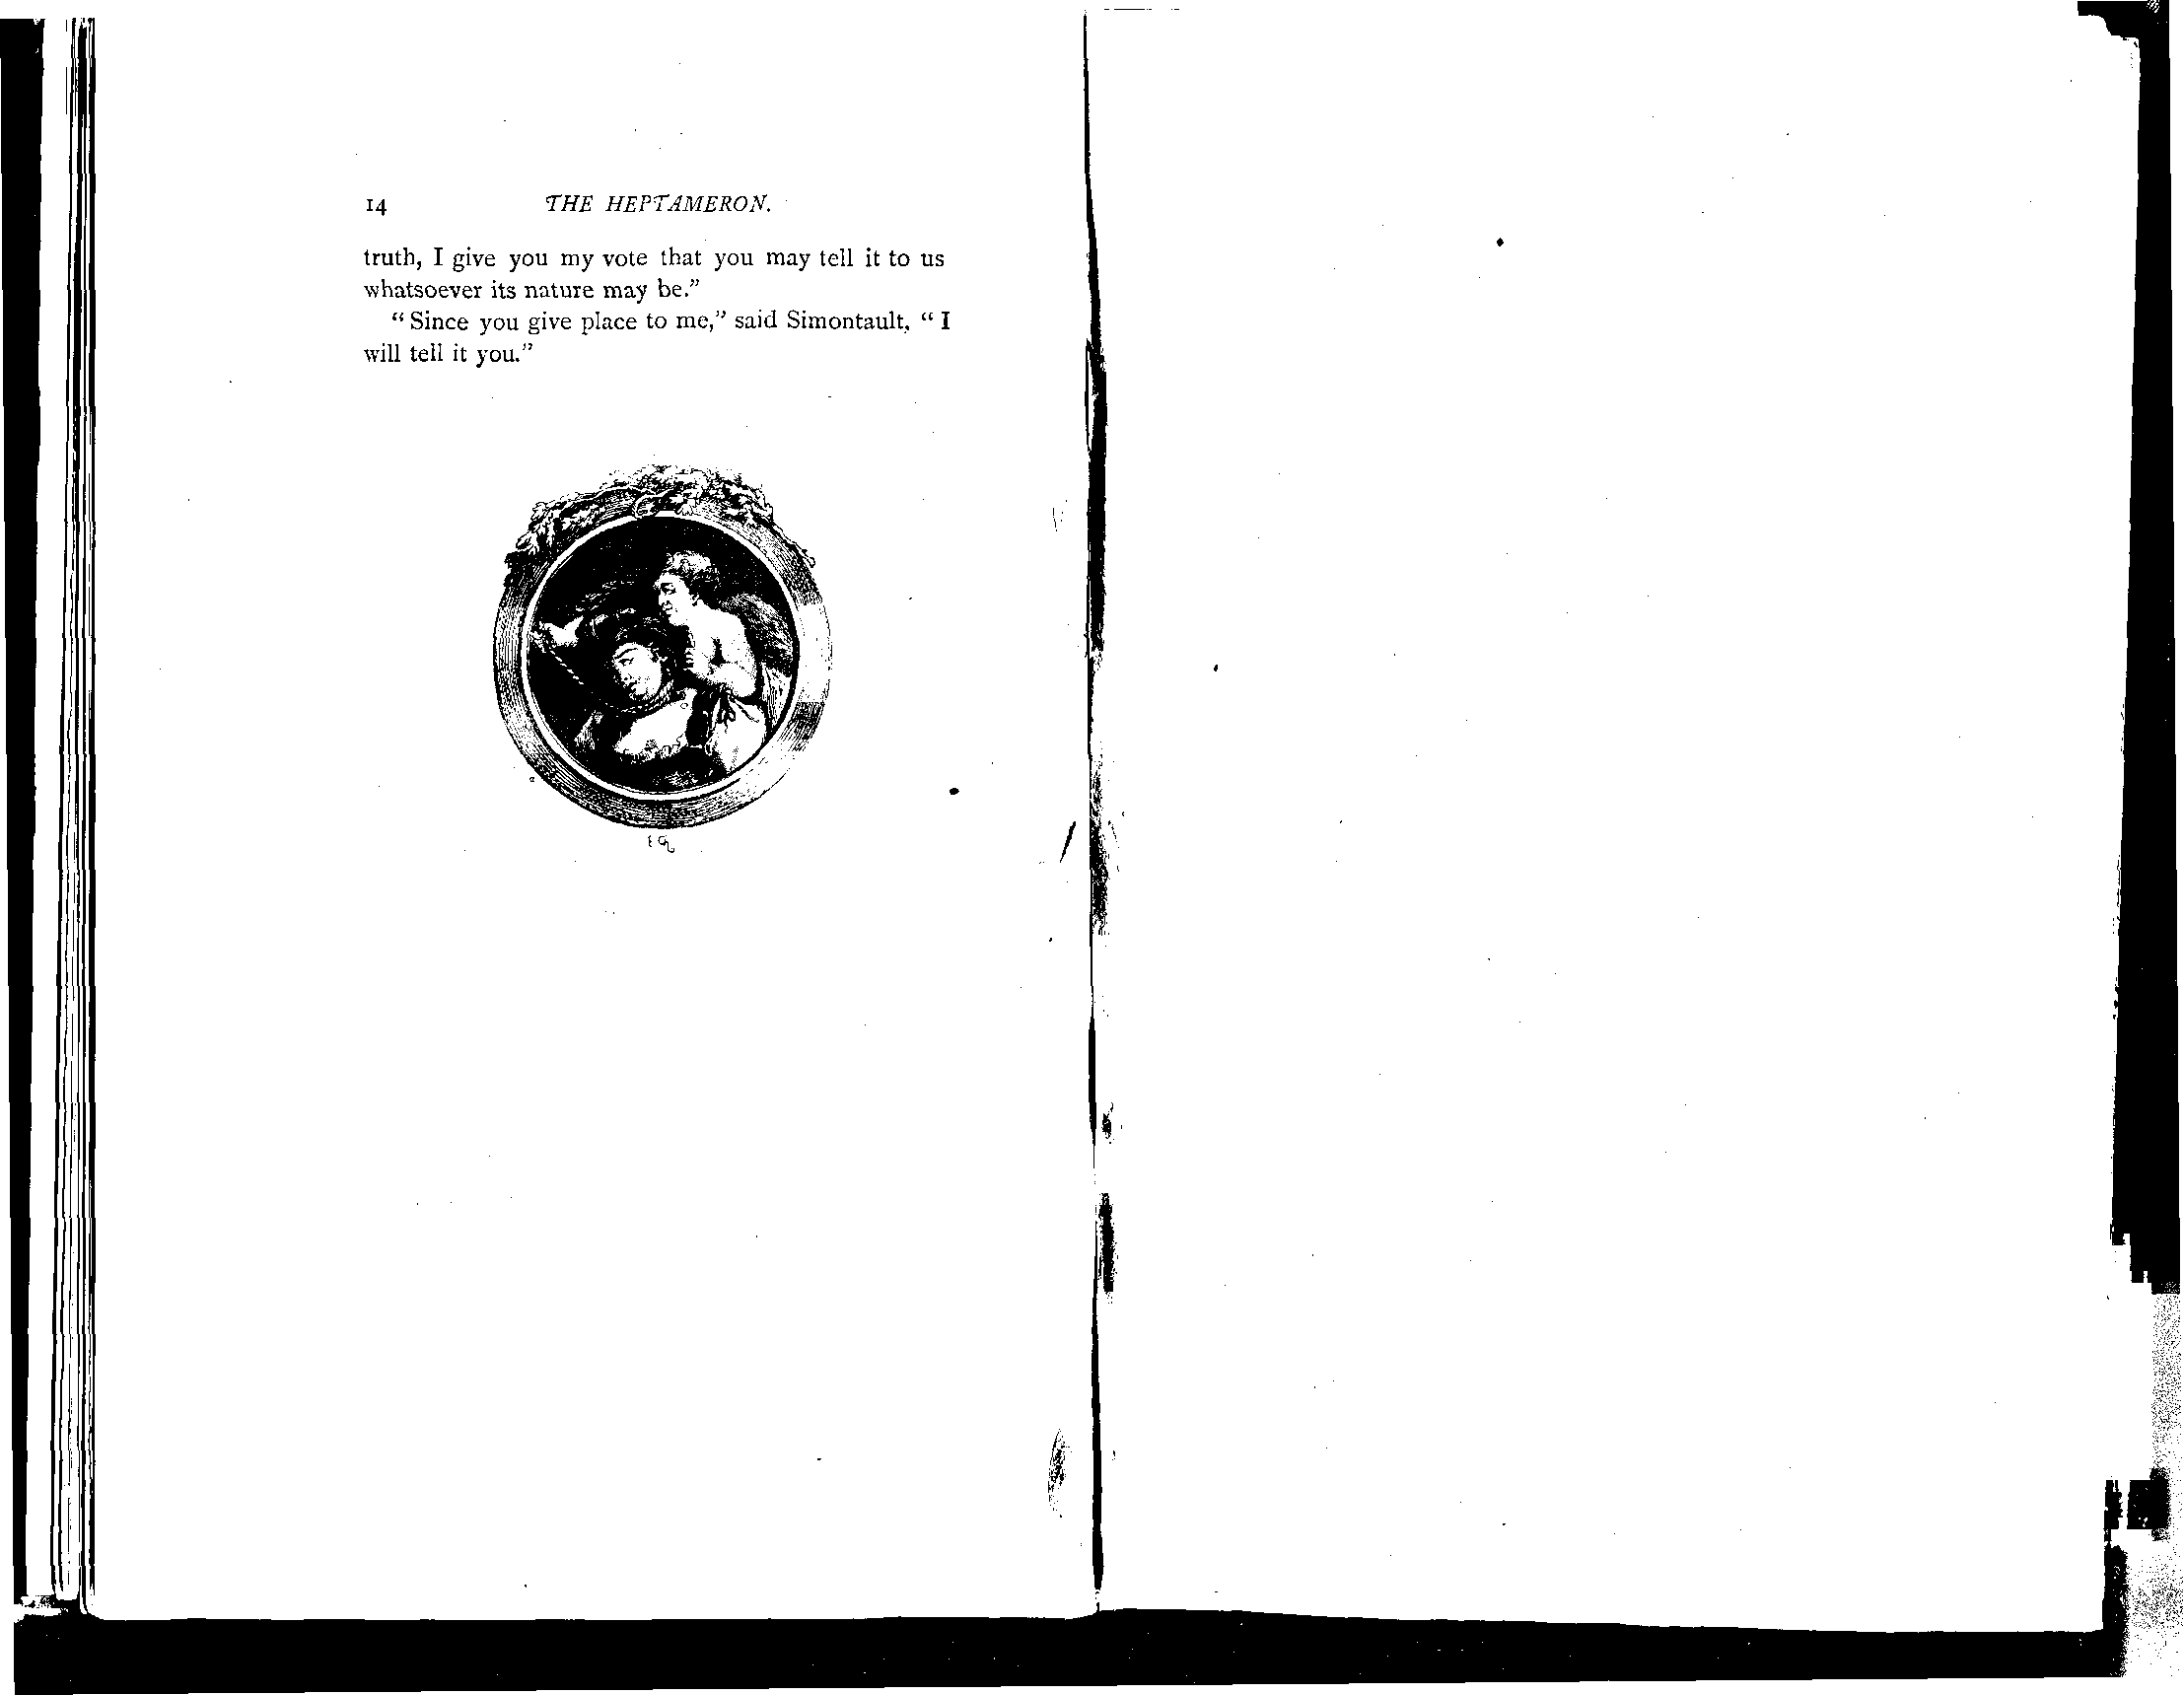 14 THE HEPTAMERON.
truth, I give you my vote that you may tell it to us
whatsoever its nature may be.”
“Since you give place to me,” said Simontault, “I
will tell it you.”